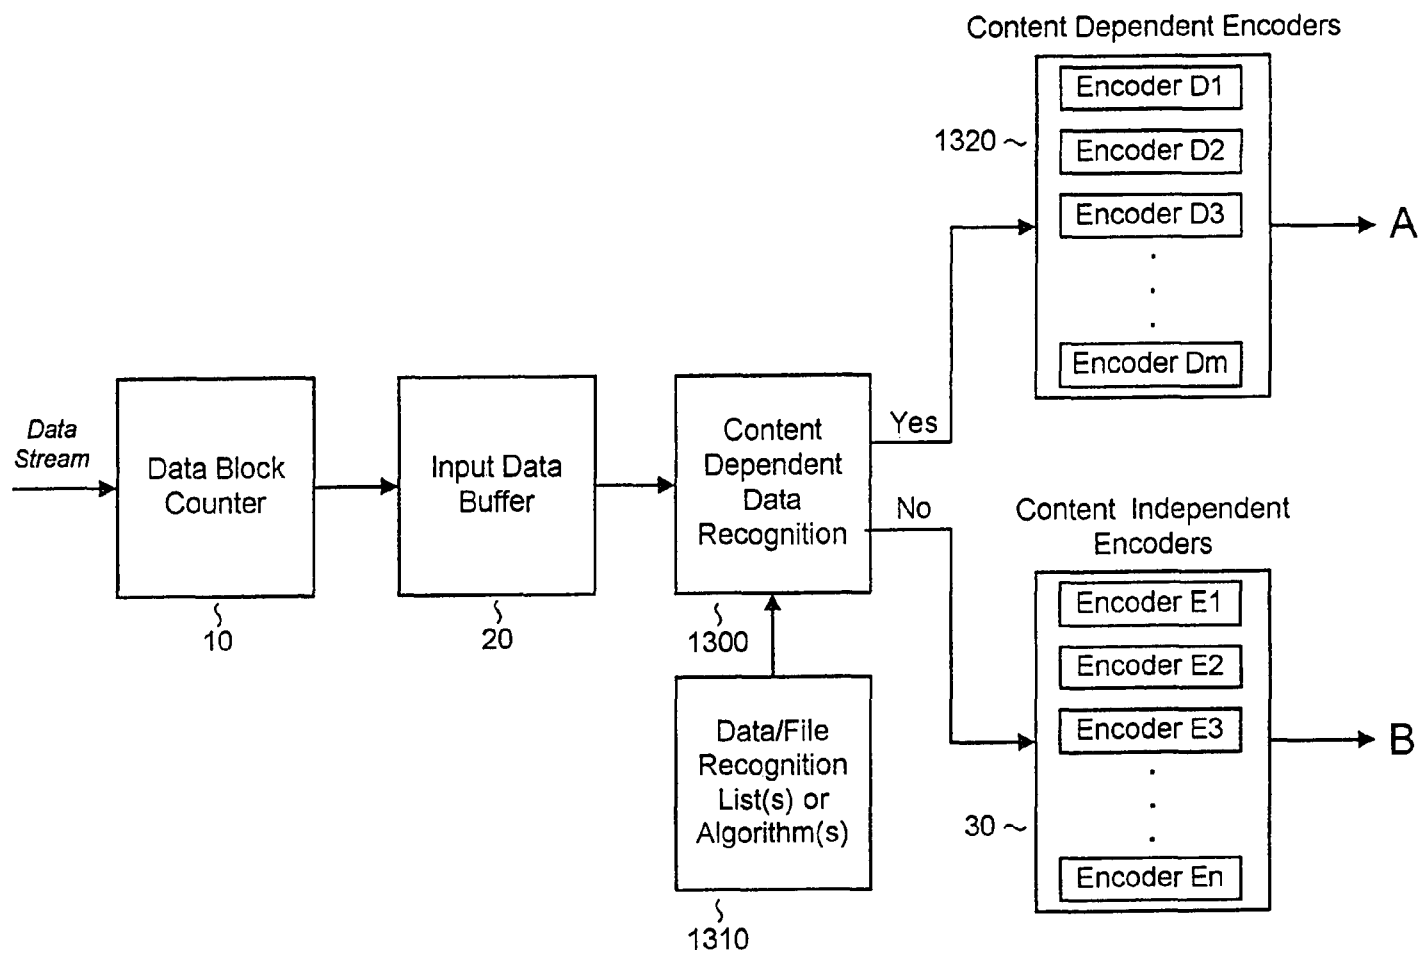 Content Dependent Encoders
Encoder D1
1320
Encoder D2
Encoder D3
A
Encoder Dm
Data
Stream
Data Block
Counter
10
Input Data
Buffer
20
Content
Dependent
Data
Recognition
1300
Yes
No
Data/File
Recognition
List(s) or
Algorithm(s)
1310
Content Independent
Encoders
Encoder E1
Encoder E2
Encoder E3
B
30
Encoder En